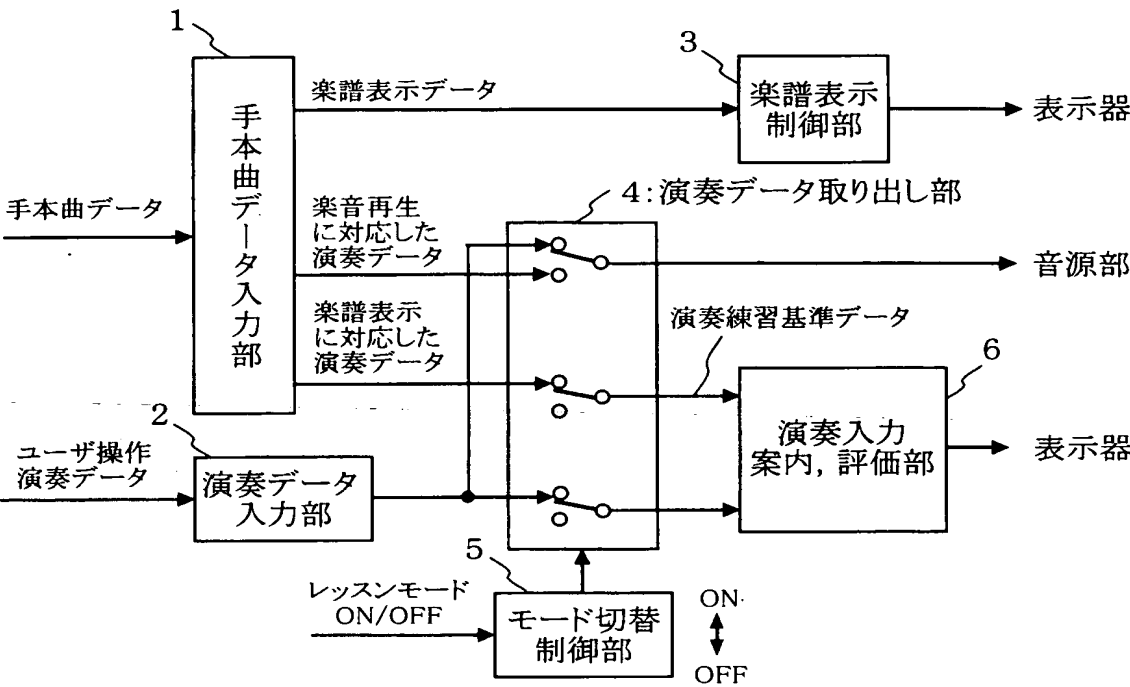 1
手本曲データ入力部
楽譜表示データ
3
楽譜表示
制御部
表示器
手本曲データ
楽音再生
に対応した
演奏データ
4:演奏データ取り出し部
音源部
楽譜表示
に対応した
演奏データ
演奏練習基準データ
6
演奏入力
案内,評価部
表示器
2
ユーザ操作
演奏データ
演奏データ
入力部
5
レッスンモード
ON/OFF
モード切替
制御部
ON
OFF